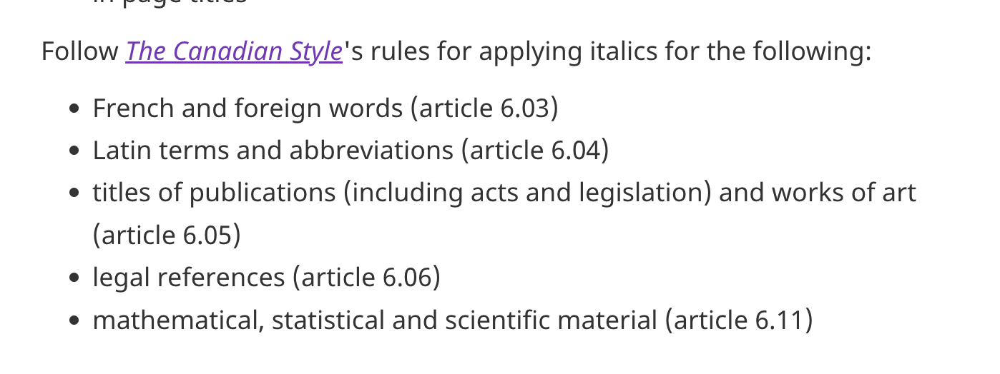 in page titles
Follow The Canadian Style's rules for applying italics for the following:
• French and foreign words (article 6.03)
• Latin terms and abbreviations (article 6.04)
• titles of publications (including acts and legislation) and works of art
(article 6.05)
• legal references (article 6.06)
• mathematical, statistical and scientific material (article 6.11)